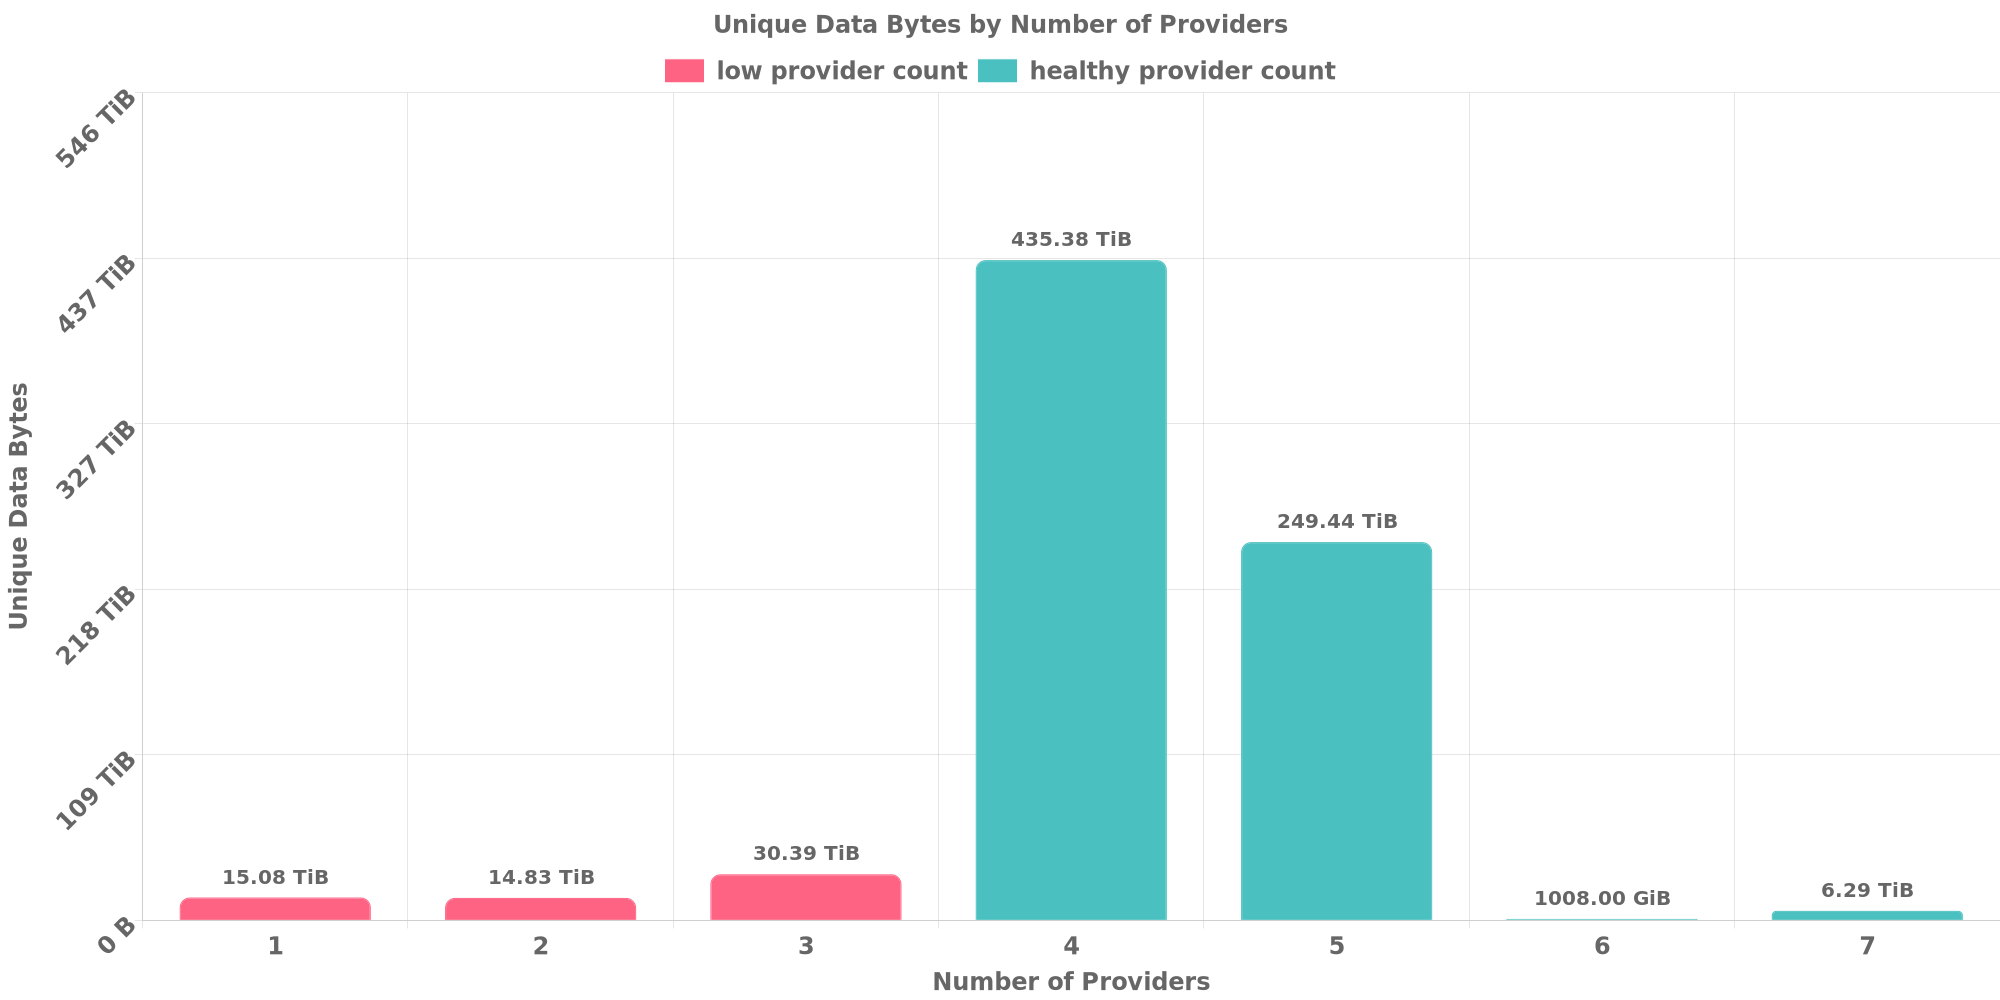 Unique Data Bytes by Number of Providers
low provider count healthy provider count
546 TiB
437 TiB
327 TiB
218 TiB
109 TiB
0 B
Unique Data Bytes
15.08 TiB
14.83 TiB
30.39 TiB
435.38 TiB
249.44 TiB
1008.00 GiB
6.29 TiB
1 2 3 4 5 6 7
Number of Providers